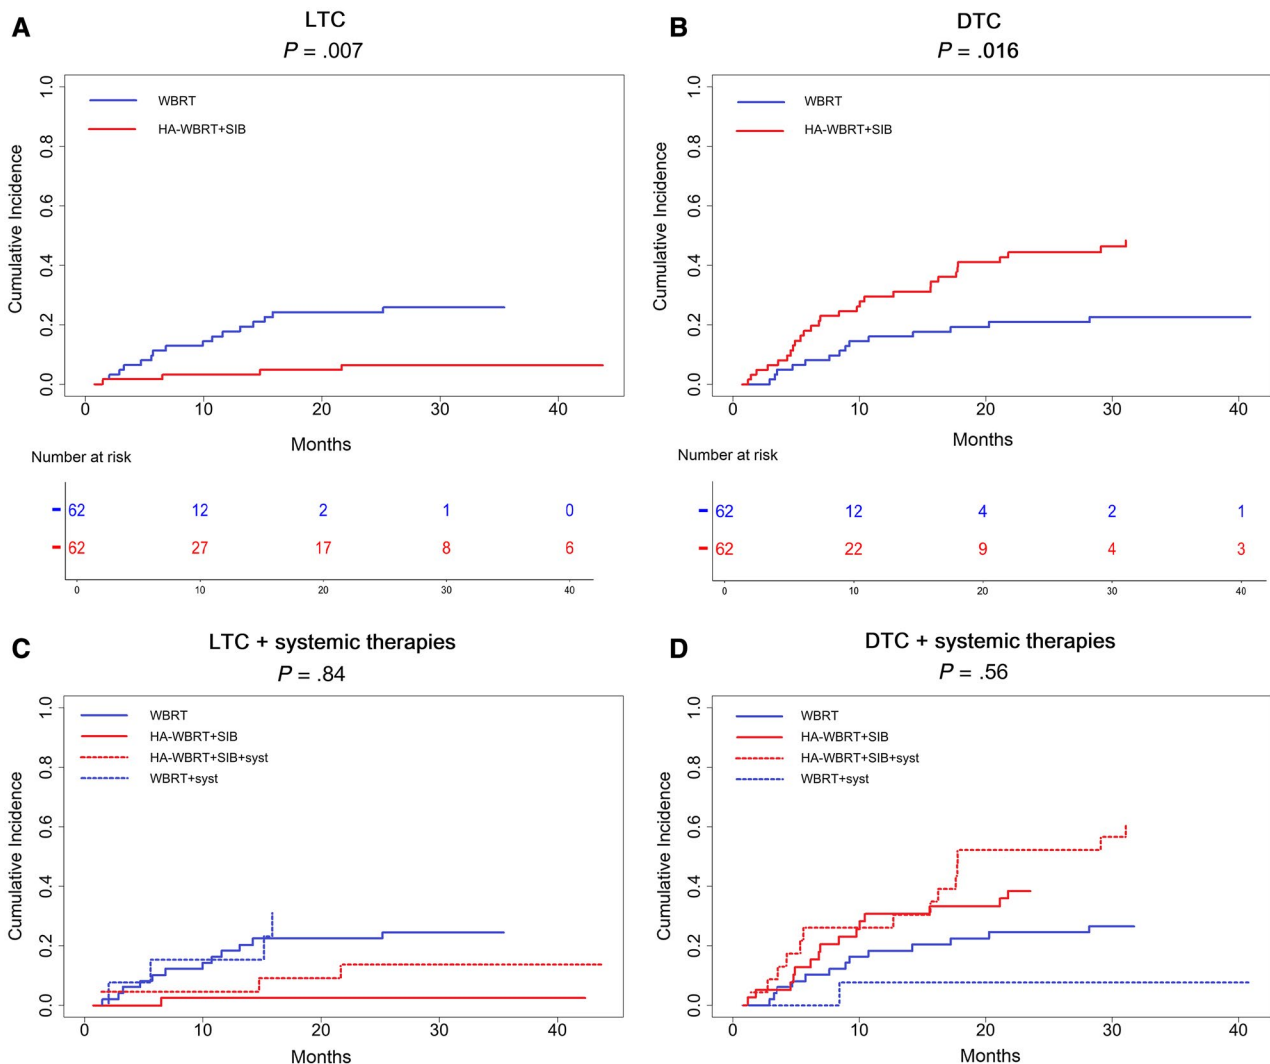 A
LTC
P = .007
Cumulative Incidence
1.0
0.8
0.6
0.4
0.2
0.0
WBRT
HA-WBRT+SIB
0 10 20 30 40
Months
Number at risk
62 12 2 1 0
62 27 17 8 6
0 10 20 30 40
B
DTC
P = .016
Cumulative Incidence
1.0
0.8
0.6
0.4
0.2
0.0
WBRT
HA-WBRT+SIB
0 10 20 30 40
Months
Number at risk
62 12 4 2 1
62 22 9 4 3
0 10 20 30 40
C
LTC + systemic therapies
P = .84
Cumulative Incidence
1.0
0.8
0.6
0.4
0.2
0.0
WBRT
HA-WBRT+SIB
HA-WBRT+SIB+syst
WBRT+syst
0 10 20 30 40
Months
D
DTC + systemic therapies
P = .56
Cumulative Incidence
1.0
0.8
0.6
0.4
0.2
0.0
WBRT
HA-WBRT+SIB
HA-WBRT+SIB+syst
WBRT+syst
0 10 20 30 40
Months